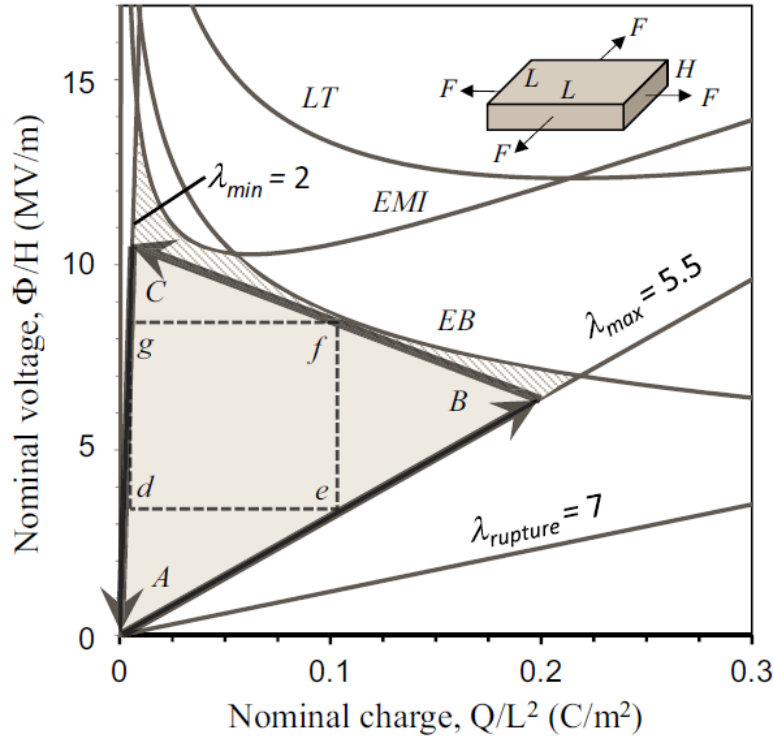 15
10
5
0
0
0.1
0.2
0.3
Nominal voltage, Φ/H (MV/m)
Nominal charge, Q/L² (C/m²)
LT
EMI
EB
λmin = 2
λmax = 5.5
λrupture = 7
A
B
C
d
e
f
g
F
F
F
F
L
L
H